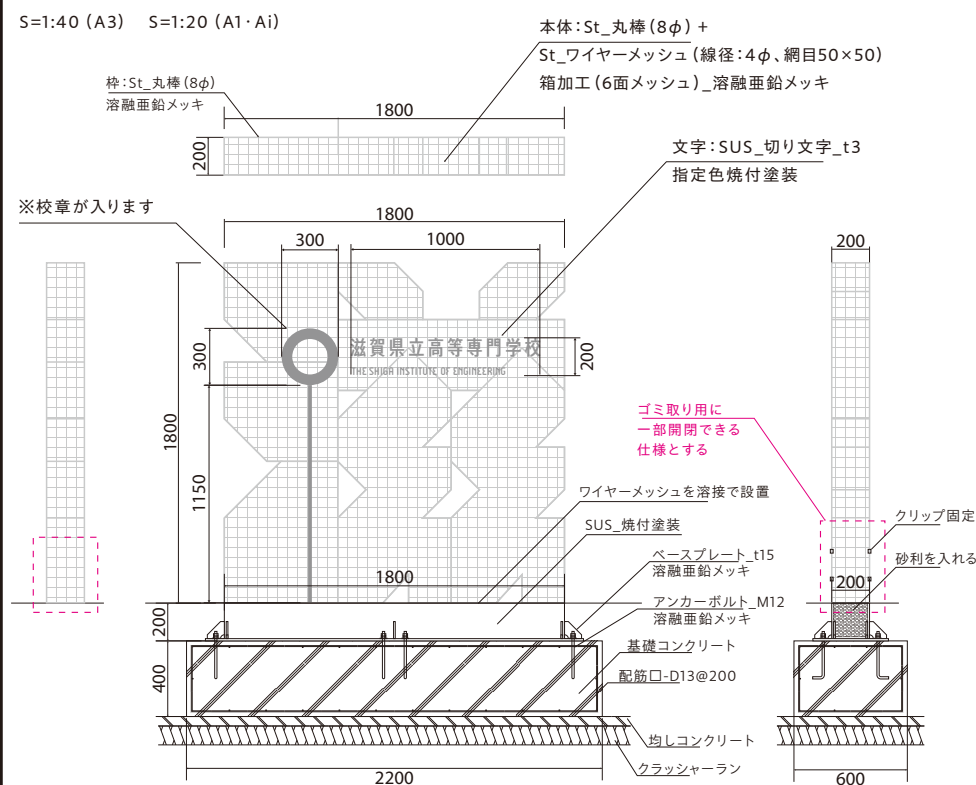 S=1:40 (A3)　S=1:20 (A1・Ai)
本体：St_丸棒(8φ) +
St_ワイヤーメッシュ(線径：4φ、網目50×50)
箱加工(6面メッシュ)_溶融亜鉛メッキ
枠：St_丸棒(8φ)
溶融亜鉛メッキ
1800
200
文字：SUS_切り文字_t3
指定色焼付塗装
※校章が入ります
1800
300
1000
200
滋賀県立高等専門学校
THE SHIGA INSTITUTE OF ENGINEERING
300
200
1800
1150
ゴミ取り用に
一部開閉できる
仕様とする
ワイヤーメッシュを溶接で設置
SUS_焼付塗装
クリップ固定
ベースプレート_t15
溶融亜鉛メッキ
砂利を入れる
1800
200
アンカーボルト_M12
溶融亜鉛メッキ
200
基礎コンクリート
400
配筋口-D13@200
均しコンクリート
クラッシャーラン
2200
600